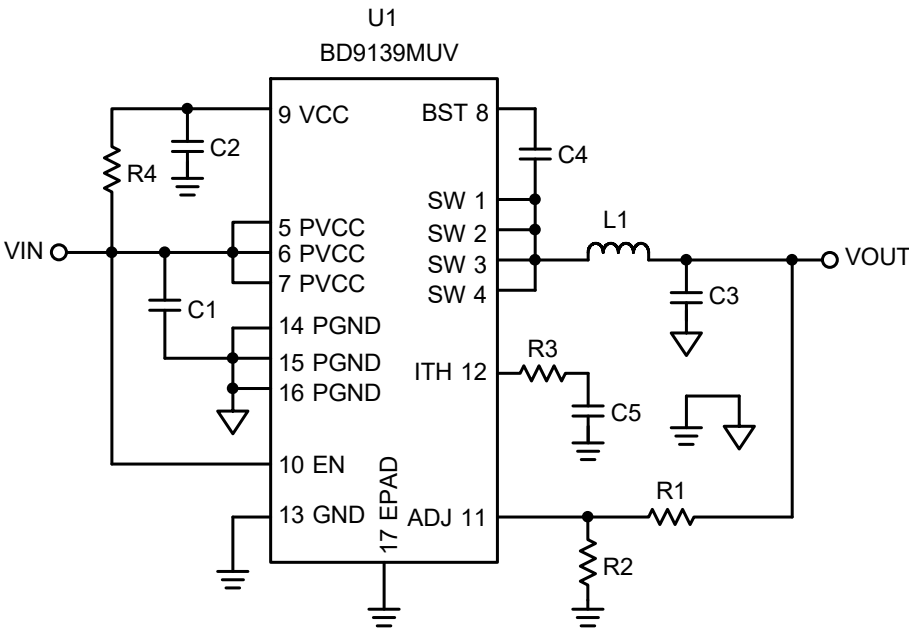 U1
BD9139MUV
9 VCC
BST 8
C2
C4
R4
SW 1
5 PVCC
SW 2
L1
VIN
6 PVCC
VOUT
SW 3
7 PVCC
SW 4
C1
C3
14 PGND
15 PGND
R3
ITH 12
16 PGND
C5
10 EN
17 EPAD
R1
13 GND
ADJ 11
R2